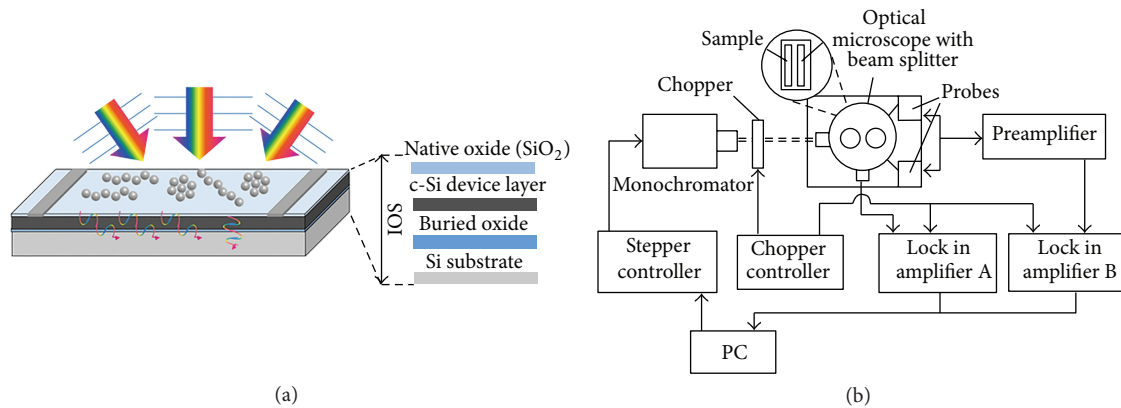 Native oxide (SiO₂)
c-Si device layer
Buried oxide
Si substrate
SOI
(a)
Optical
microscope with
beam splitter
Sample
Chopper
Probes
Monochromator
Preamplifier
Stepper
controller
Chopper
controller
Lock in
amplifier A
Lock in
amplifier B
PC
(b)